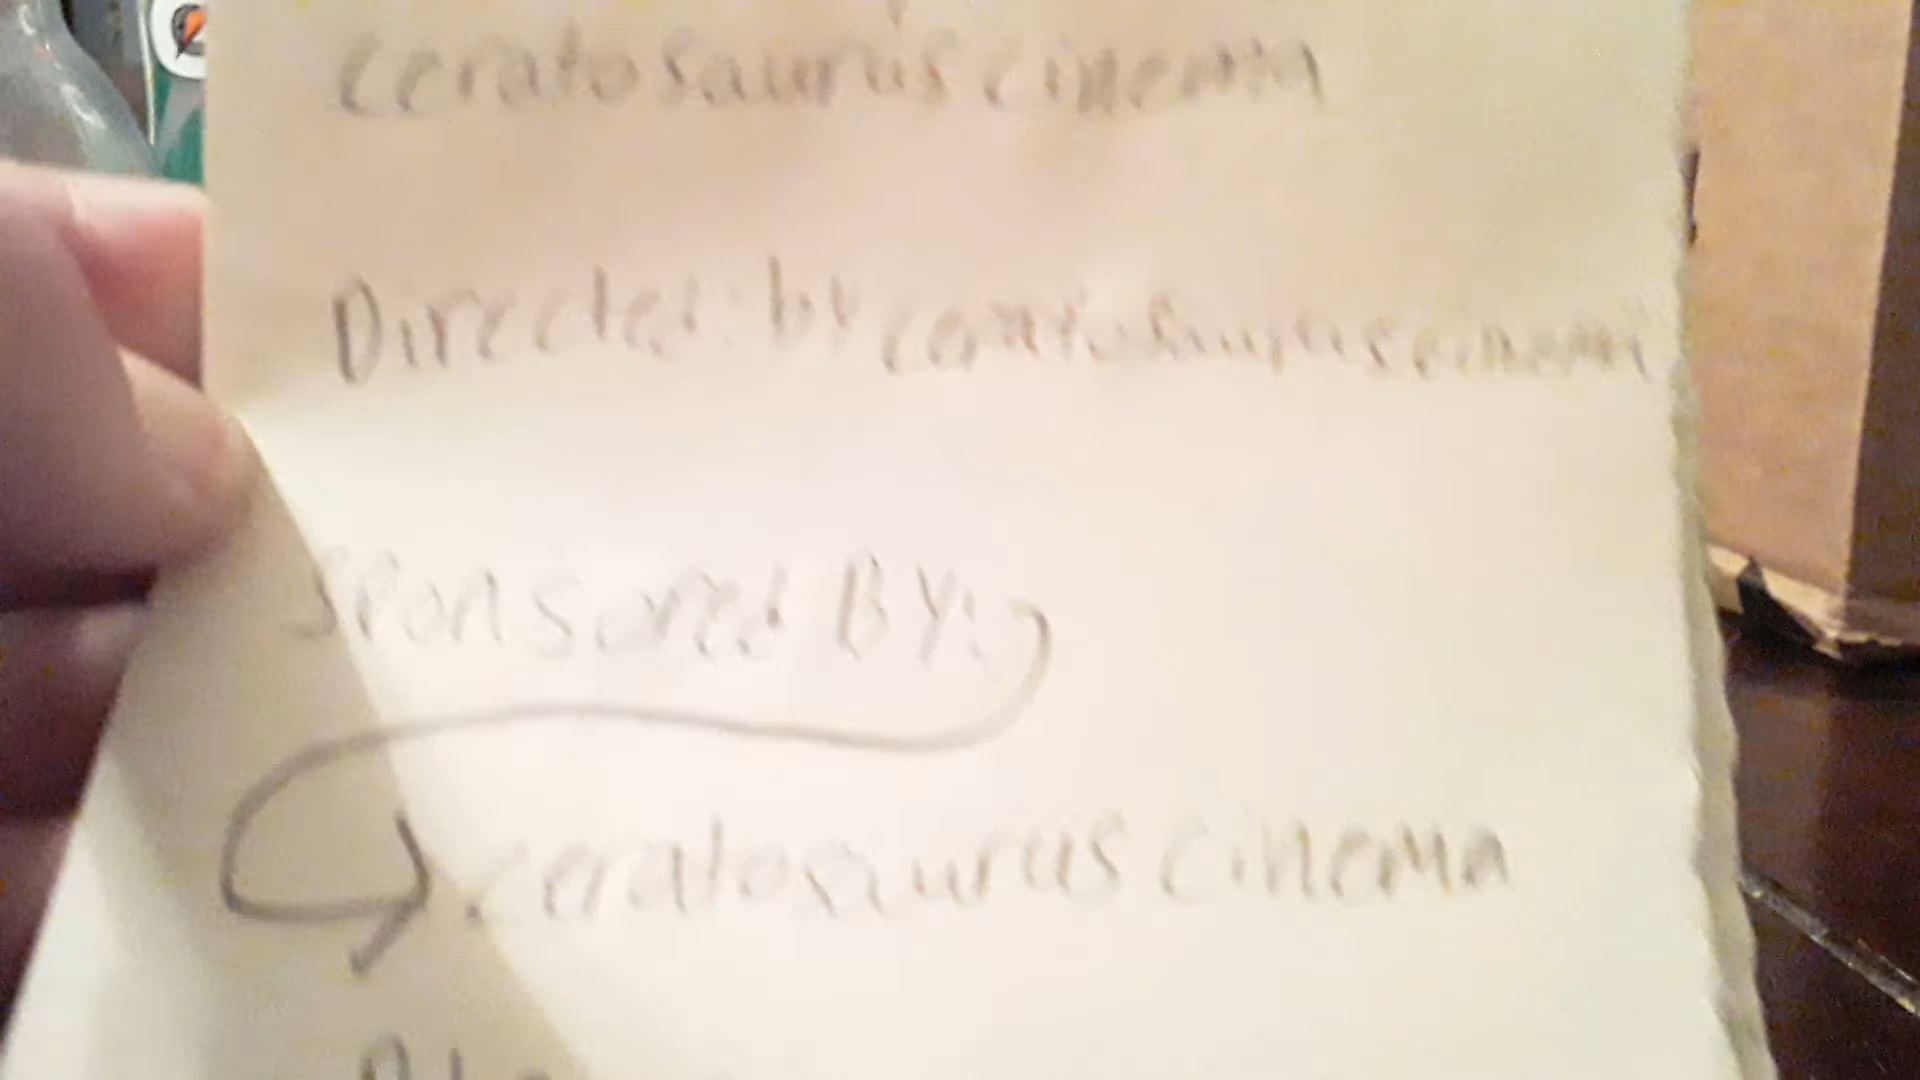 ceratosaurus cinema
Directed by ceratosaurus cinema
Sponsored BY:
ceratosaurus cinema